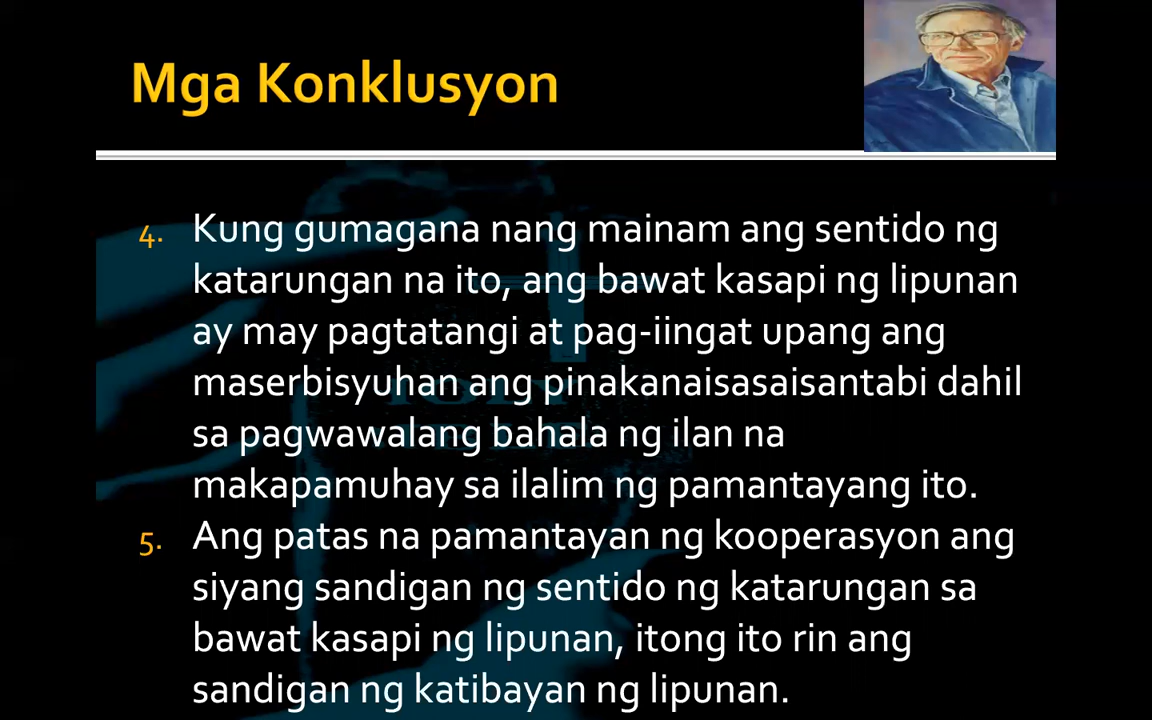 Mga Konklusyon
4. Kung gumagana nang mainam ang sentido ng
katarungan na ito, ang bawat kasapi ng lipunan
ay may pagtatangi at pag-iingat upang ang
maserbisyuhan ang pinakanaisasaisantabi dahil
sa pagwawalang bahala ng ilan na
makapamuhay sa ilalim ng pamantayang ito.
5. Ang patas na pamantayan ng kooperasyon ang
siyang sandigan ng sentido ng katarungan sa
bawat kasapi ng lipunan, itong ito rin ang
sandigan ng katibayan ng lipunan.